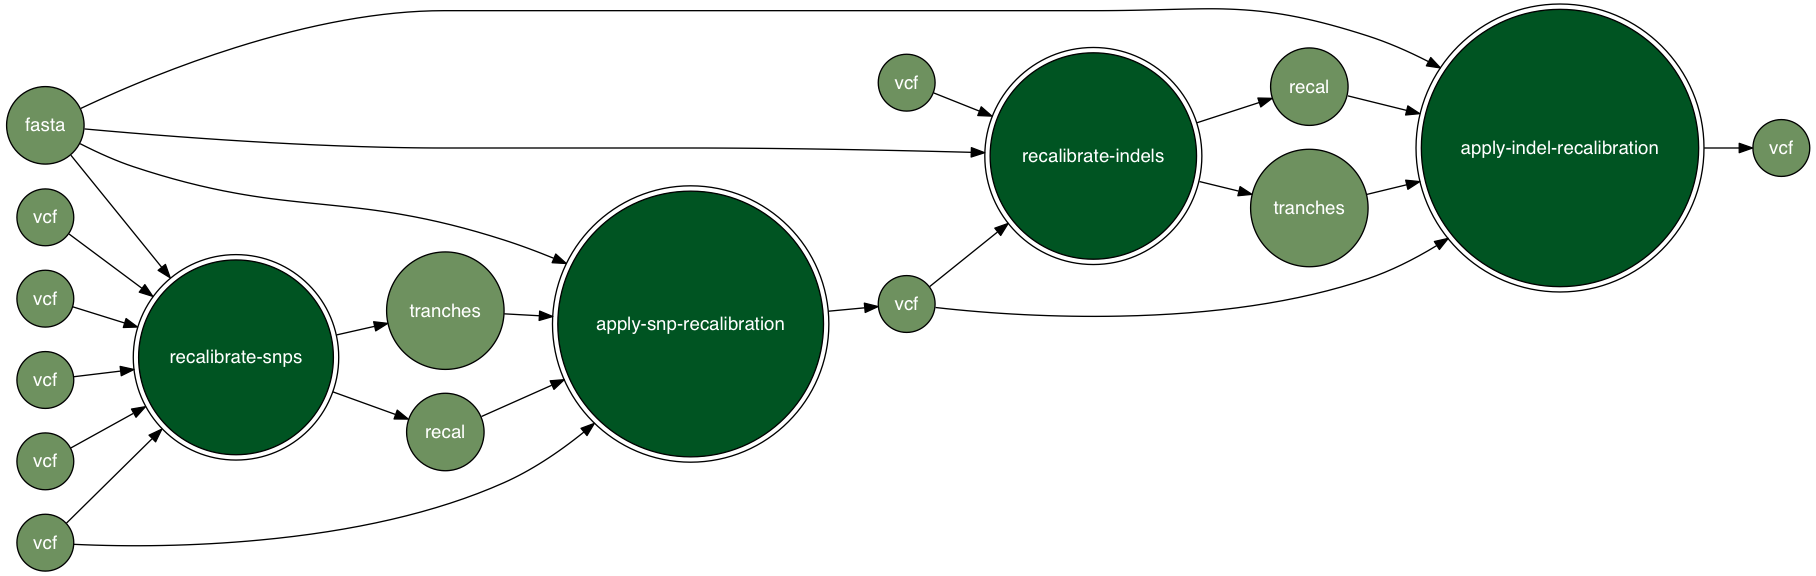 fasta
vcf
vcf
vcf
vcf
vcf
recalibrate-snps
tranches
recal
apply-snp-recalibration
vcf
vcf
recalibrate-indels
recal
tranches
apply-indel-recalibration
vcf